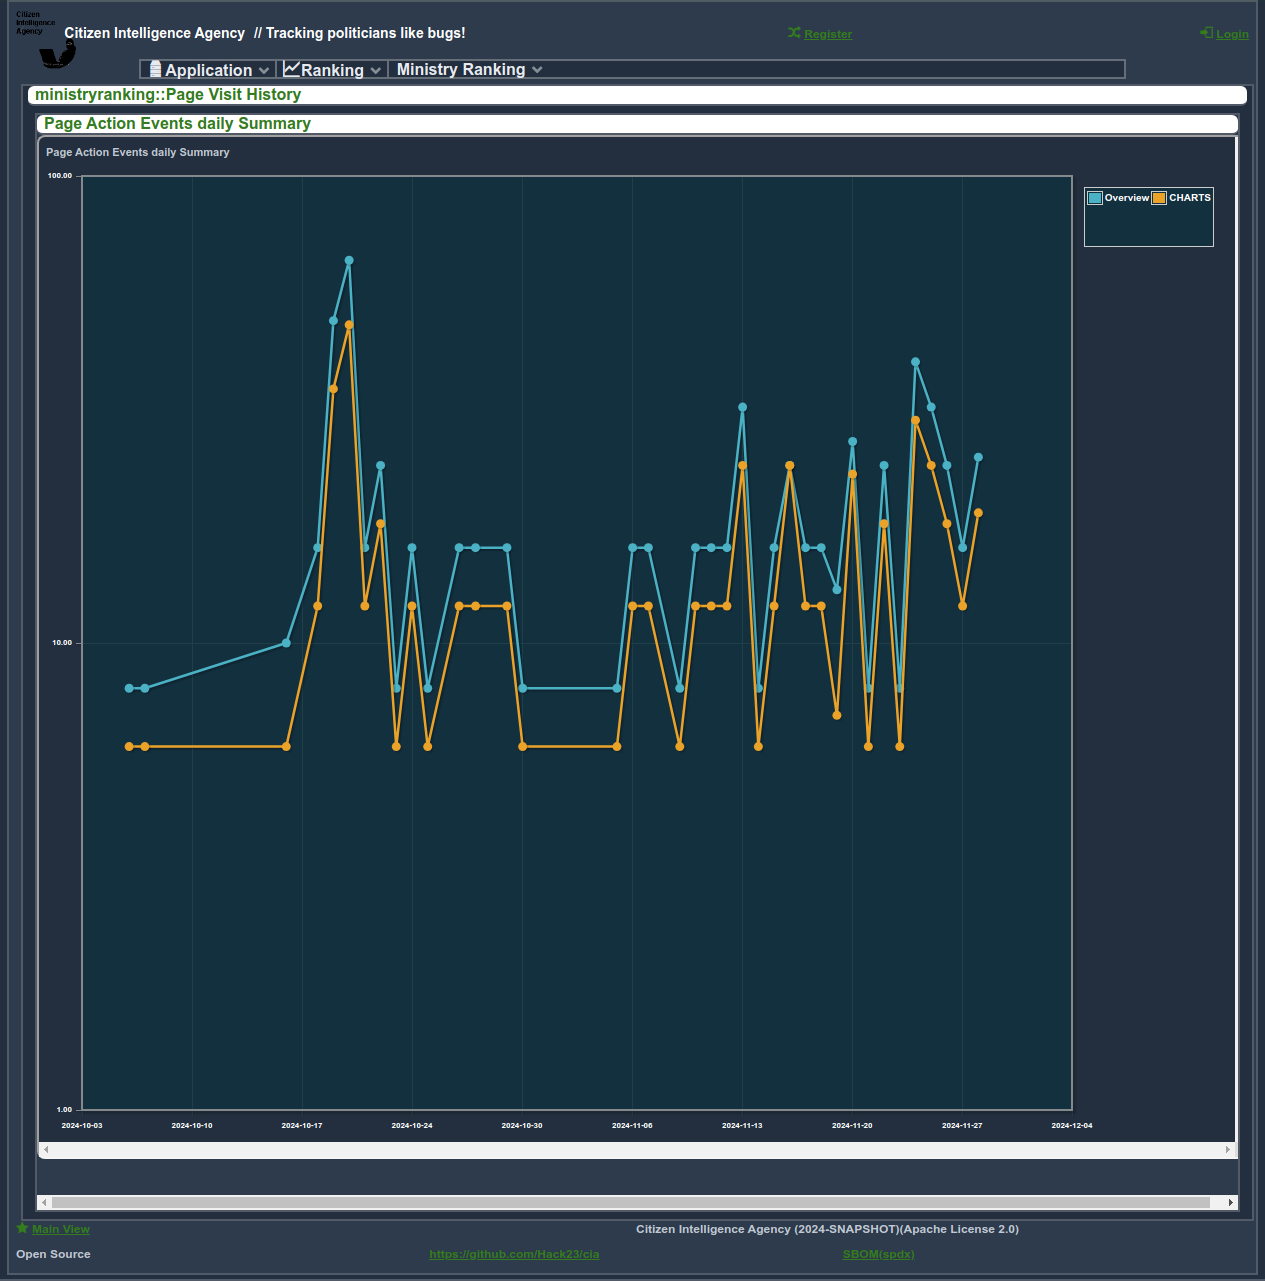 Citizen
Intelligence
Agency
Citizen Intelligence Agency // Tracking politicians like bugs!
Register
Login
Application
Ranking
Ministry Ranking
ministryranking::Page Visit History
Page Action Events daily Summary
Page Action Events daily Summary
100.00
Overview CHARTS
10.00
1.00
2024-10-03 2024-10-10 2024-10-17 2024-10-24 2024-10-30 2024-11-06 2024-11-13 2024-11-20 2024-11-27 2024-12-04
Main View
Citizen Intelligence Agency (2024-SNAPSHOT)(Apache License 2.0)
Open Source
https://github.com/Hack23/cia
SBOM(spdx)